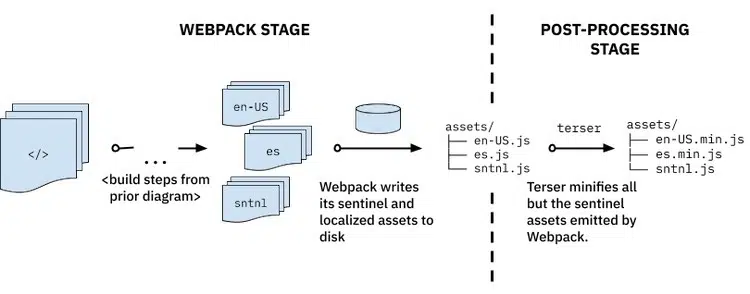 WEBPACK STAGE
POST-PROCESSING
STAGE
</>
...
<build steps from
prior diagram>
en-US
es
sntnl
Webpack writes
its sentinel and
localized assets to
disk
assets/
├── en-US.js
├── es.js
└── sntnl.js
terser
Terser minifies all
but the sentinel
assets emitted by
Webpack.
assets/
├── en-US.min.js
├── es.min.js
└── sntnl.js